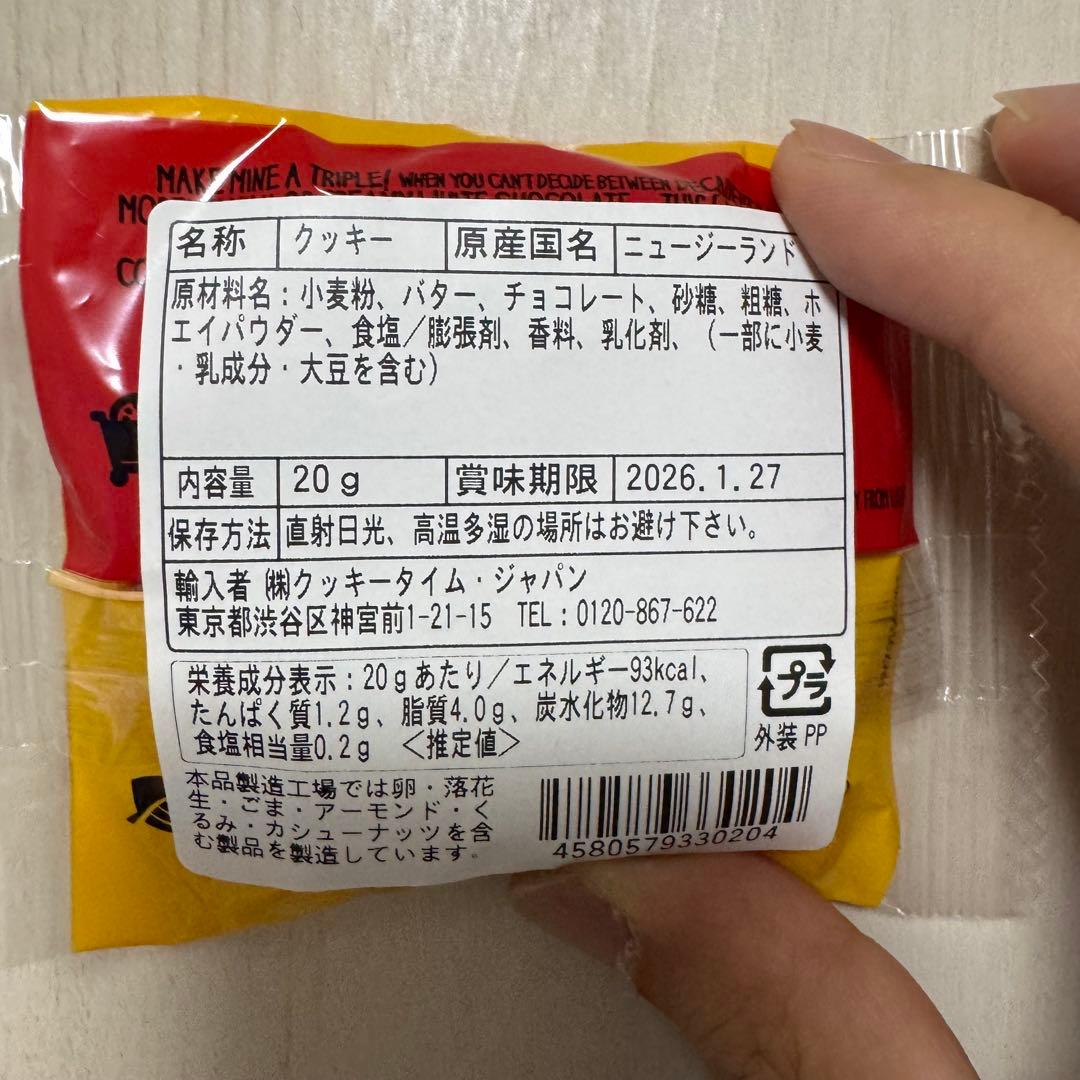 MAKE MINE A TRIPLE! WHEN YOU CAN'T DECIDE BETWEEN
CHOCOLATE THIS
名称 クッキー 原産国名 ニュージーランド
原材料名：小麦粉、バター、チョコレート、砂糖、粗糖、ホ
エイパウダー、食塩／膨張剤、香料、乳化剤、（一部に小麦
・乳成分・大豆を含む）
内容量 20g 賞味期限 2026.1.27
保存方法 直射日光、高温多湿の場所はお避け下さい。
輸入者 ㈱クッキータイム・ジャパン
東京都渋谷区神宮前1-21-15 TEL：0120-867-622
栄養成分表示：20gあたり／エネルギー93kcal、
たんぱく質1.2g、脂質4.0g、炭水化物12.7g、
食塩相当量0.2g ＜推定値＞
プラ
外装 PP
本品製造工場では卵・落花
生・ごま・アーモンド・く
るみ・カシューナッツを含
む製品を製造しています。
4580579330204